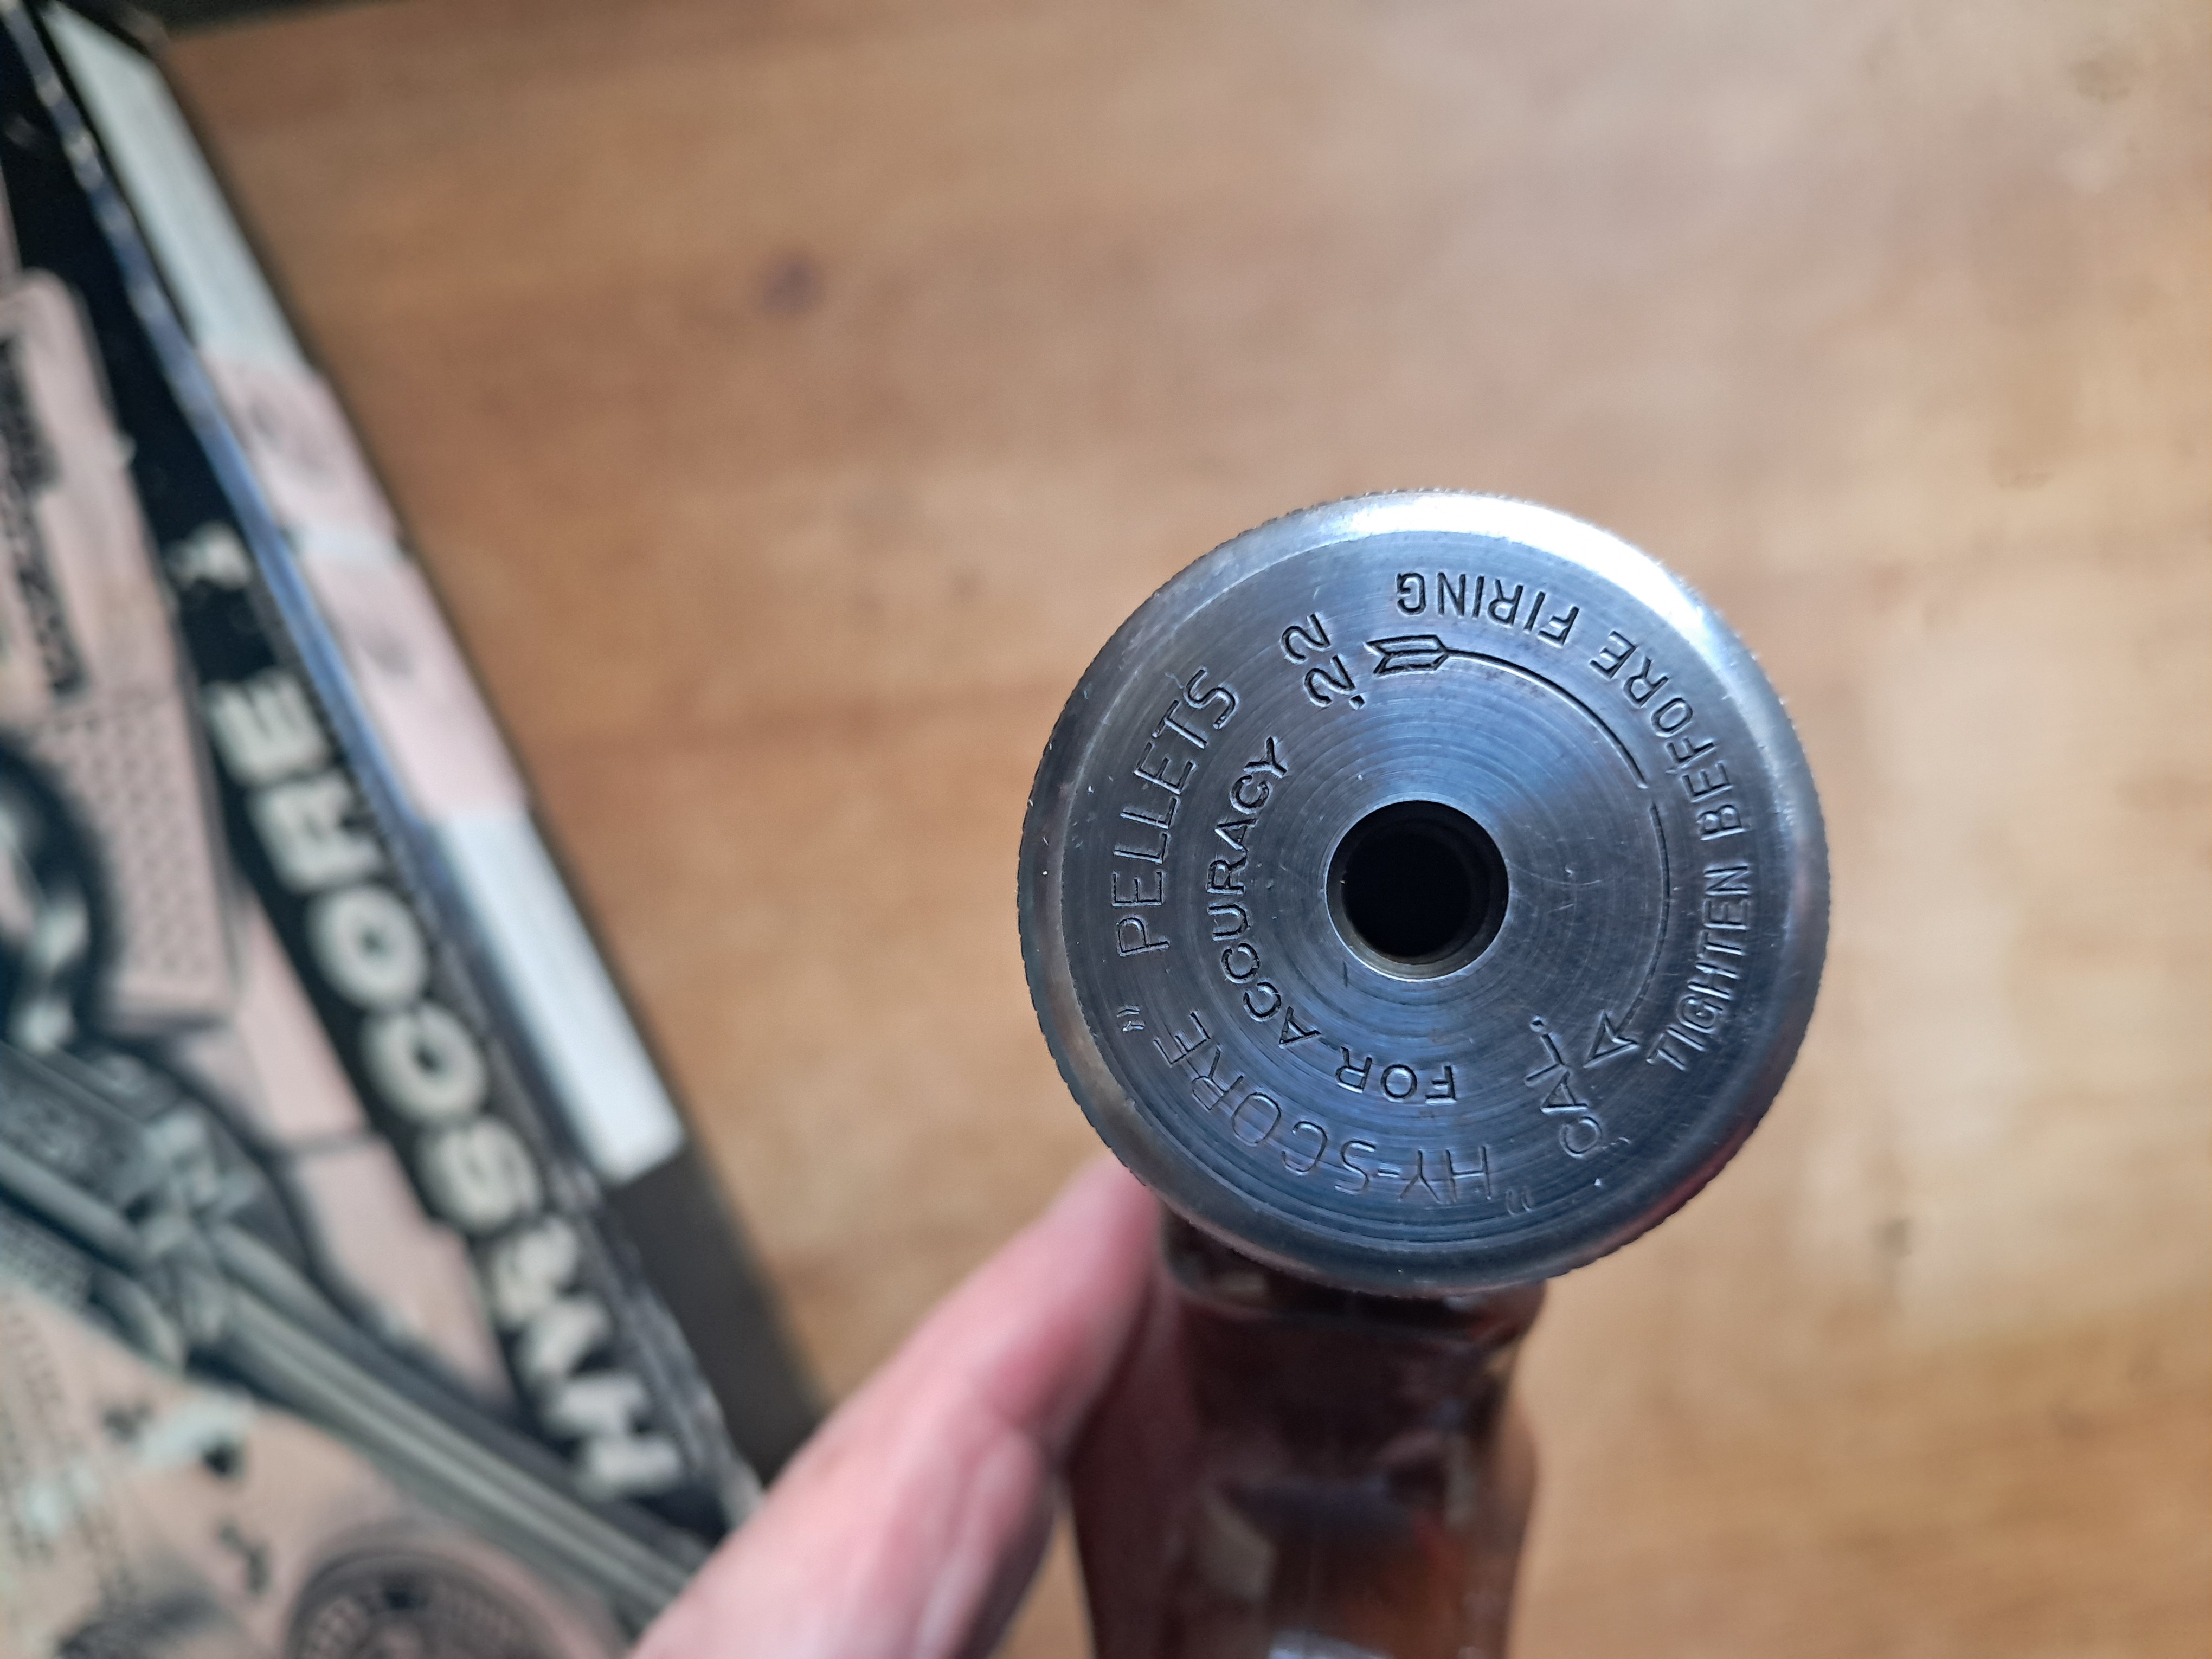 TIGHTEN BEFORE FIRING
.22 CAL.
"HY-SCORE" PELLETS
FOR ACCURACY
HY-SCORE